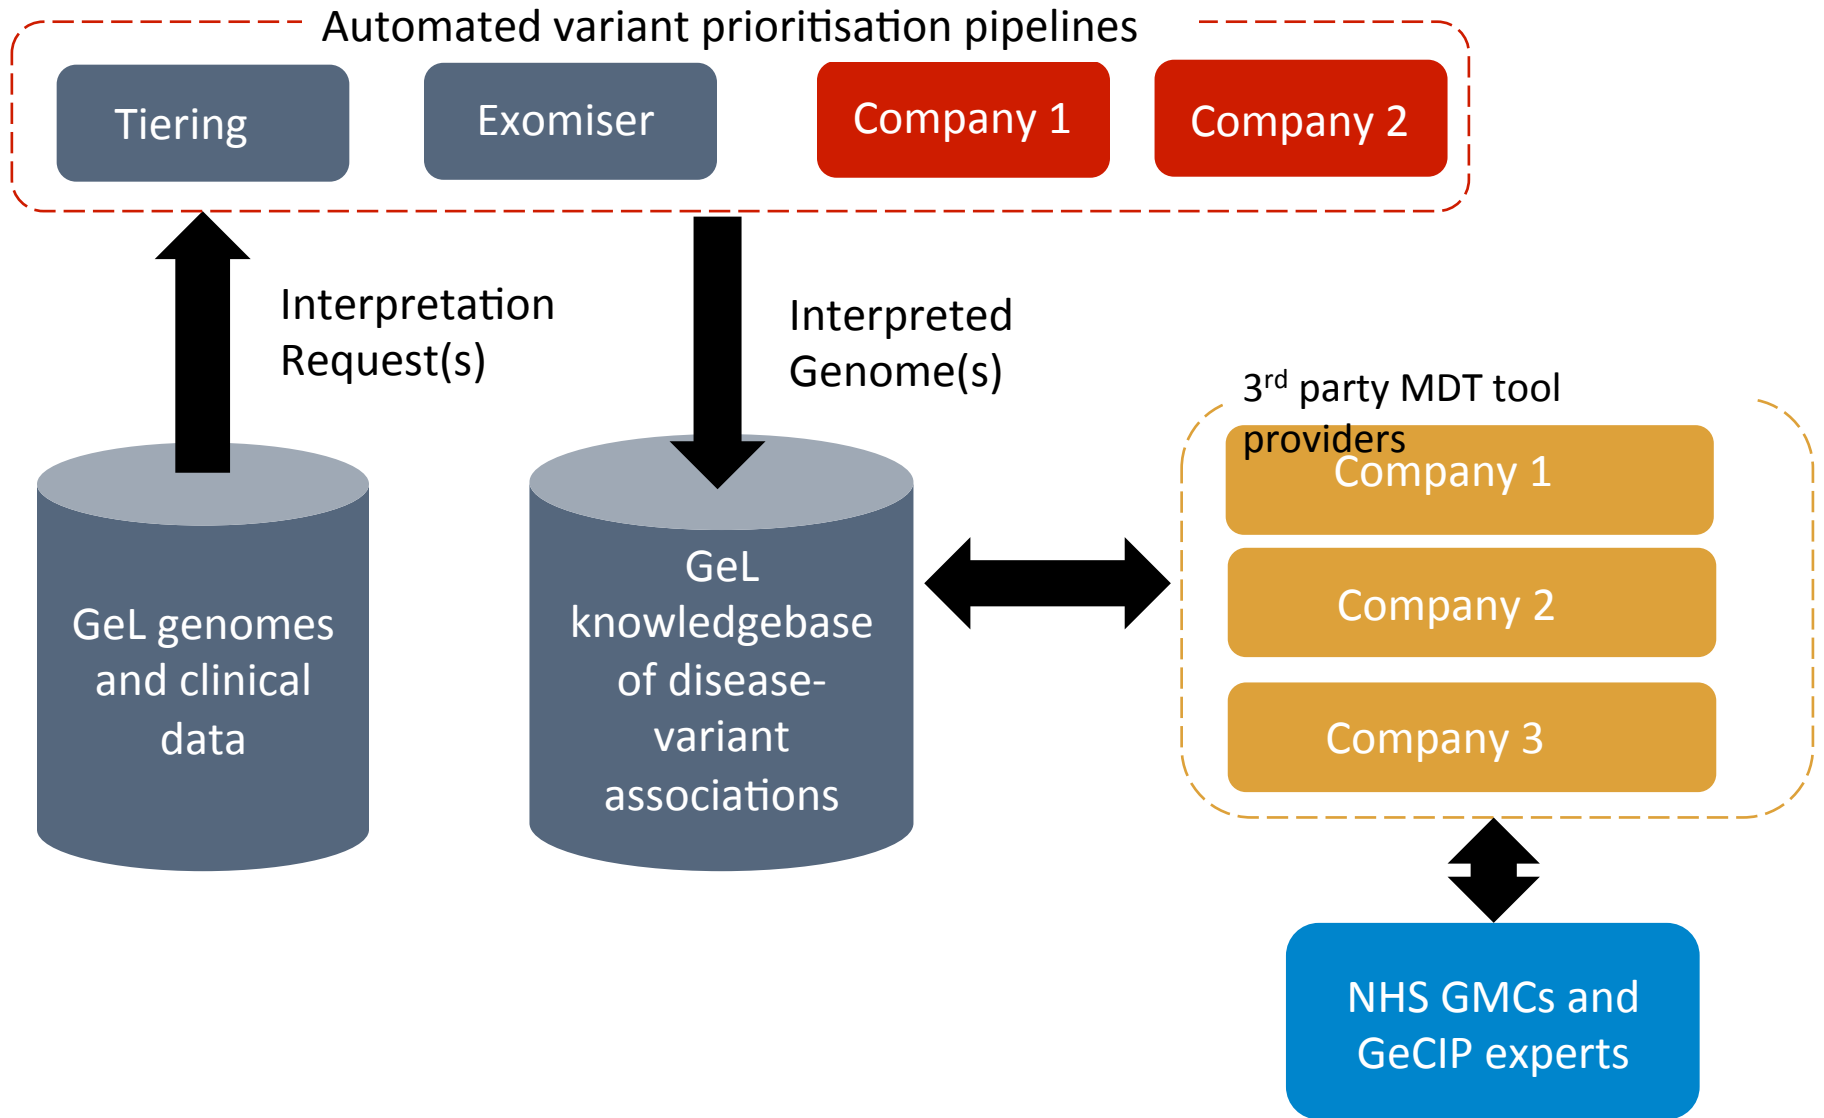 Automated variant prioritisation pipelines
Tiering
Exomiser
Company 1
Company 2
Interpretation
Request(s)
Interpreted
Genome(s)
GeL genomes
and clinical
data
GeL
knowledgebase
of disease-
variant
associations
3rd party MDT tool
providers
Company 1
Company 2
Company 3
NHS GMCs and
GeCIP experts